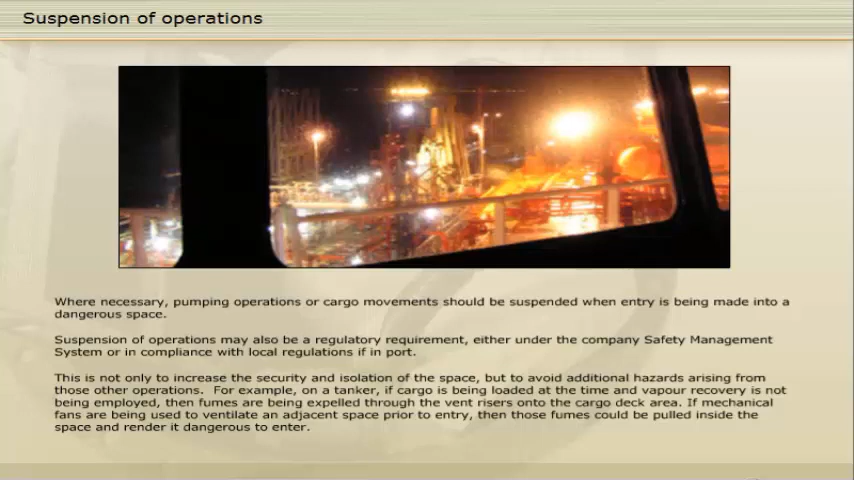 Suspension of operations
Where necessary, pumping operations or cargo movements should be suspended when entry is being made into a
dangerous space.
Suspension of operations may also be a regulatory requirement, either under the company Safety Management
System or in compliance with local regulations if in port.
This is not only to increase the security and isolation of the space, but to avoid additional hazards arising from
those other operations.  For example, on a tanker, if cargo is being loaded at the time and vapour recovery is not
being employed, then fumes are being expelled through the vent risers onto the cargo deck area. If mechanical
fans are being used to ventilate an adjacent space prior to entry, then those fumes could be pulled inside the
space and render it dangerous to enter.